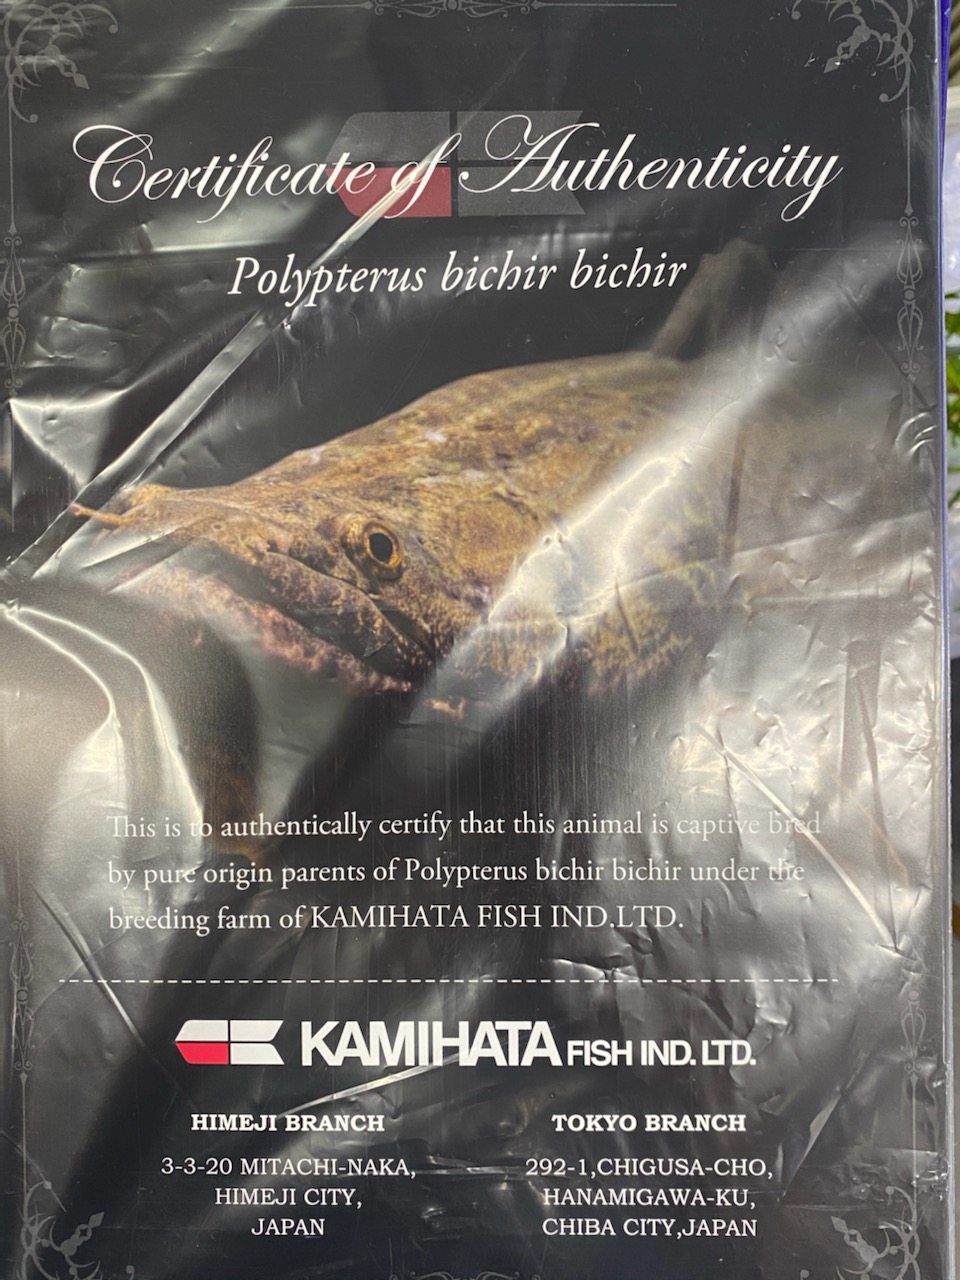 Certificate of Authenticity
Polypterus bichir bichir
This is to authentically certify that this animal is captive bred
by pure origin parents of Polypterus bichir bichir under the
breeding farm of KAMIHATA FISH IND.LTD.
KAMIHATA FISH IND. LTD.
HIMEJI BRANCH
3-3-20 MITACHI-NAKA,
HIMEJI CITY,
JAPAN
TOKYO BRANCH
292-1,CHIGUSA-CHO,
HANAMIGAWA-KU,
CHIBA CITY,JAPAN